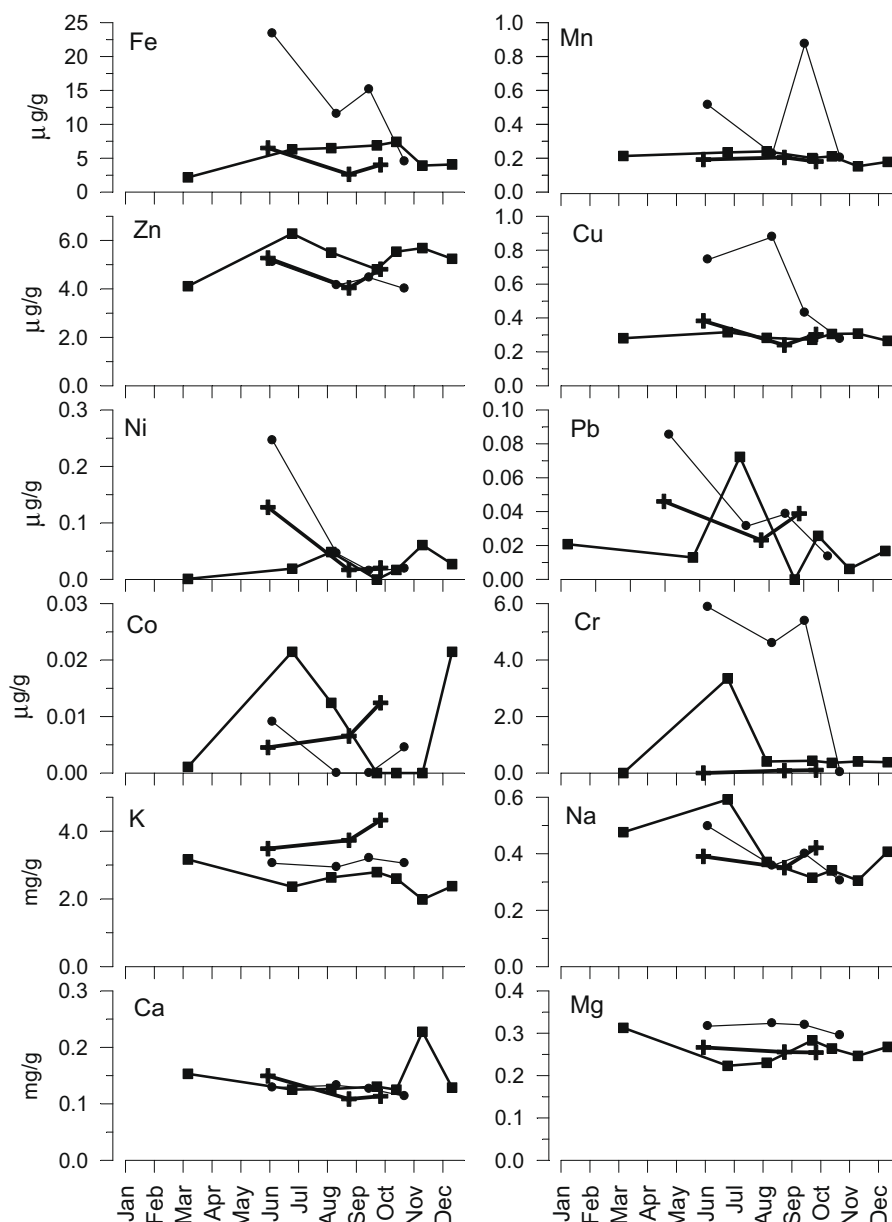 Fe
25
20
15
10
5
0
µg/g
Mn
1.0
0.8
0.6
0.4
0.2
0.0
Zn
6.0
4.0
2.0
0.0
µg/g
Cu
1.0
0.8
0.6
0.4
0.2
0.0
Ni
0.3
0.2
0.1
0.0
µg/g
Pb
0.10
0.08
0.06
0.04
0.02
0.00
Co
0.03
0.02
0.01
0.00
µg/g
Cr
6.0
4.0
2.0
0.0
K
4.0
2.0
0.0
mg/g
Na
0.6
0.4
0.2
0.0
Ca
0.3
0.2
0.1
0.0
mg/g
Mg
0.4
0.3
0.2
0.1
0.0
Jan Feb Mar Apr May Jun Jul Aug Sep Oct Nov Dec
Jan Feb Mar Apr May Jun Jul Aug Sep Oct Nov Dec